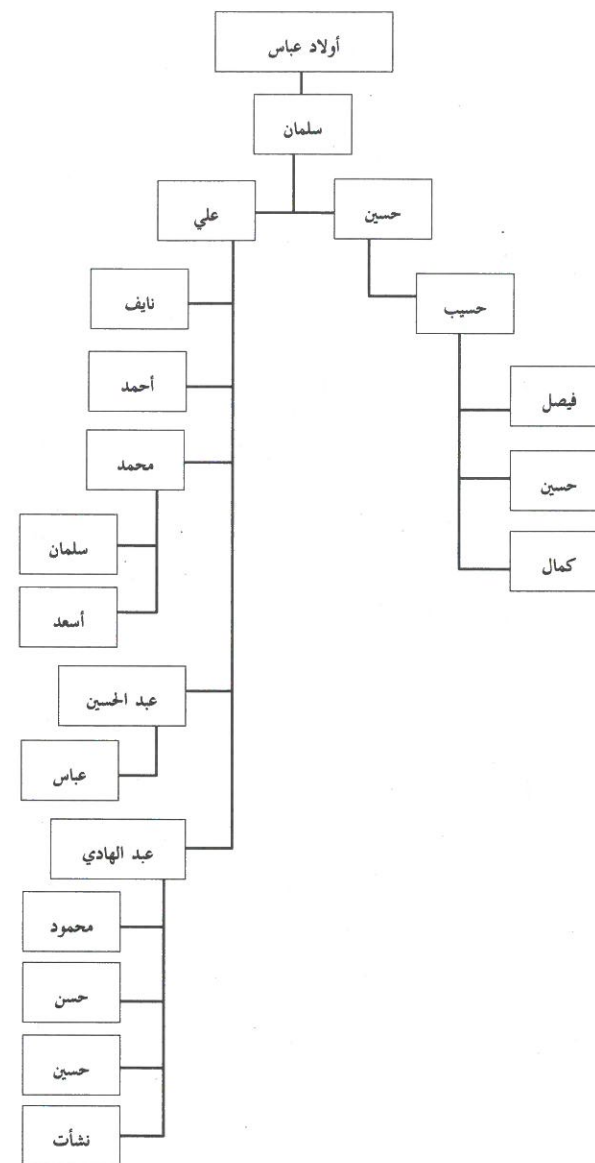 أولاد عباس
سلمان
حسين
علي
حسيب
نايف
فيصل
أحمد
حسين
محمد
كمال
سلمان
أسعد
عبد الحسين
عباس
عبد الهادي
محمود
حسن
حسين
نشأت